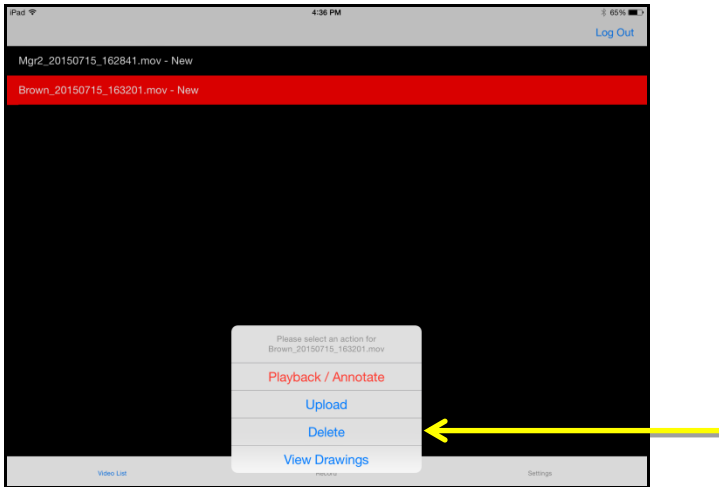 iPad 4:36 PM 65%
Log Out
Mgr2_20150715_162841.mov - New
Brown_20150715_163201.mov - New
Please select an action for
Brown_20150715_163201.mov
Playback / Annotate
Upload
Delete
View Drawings
Video List Record Settings